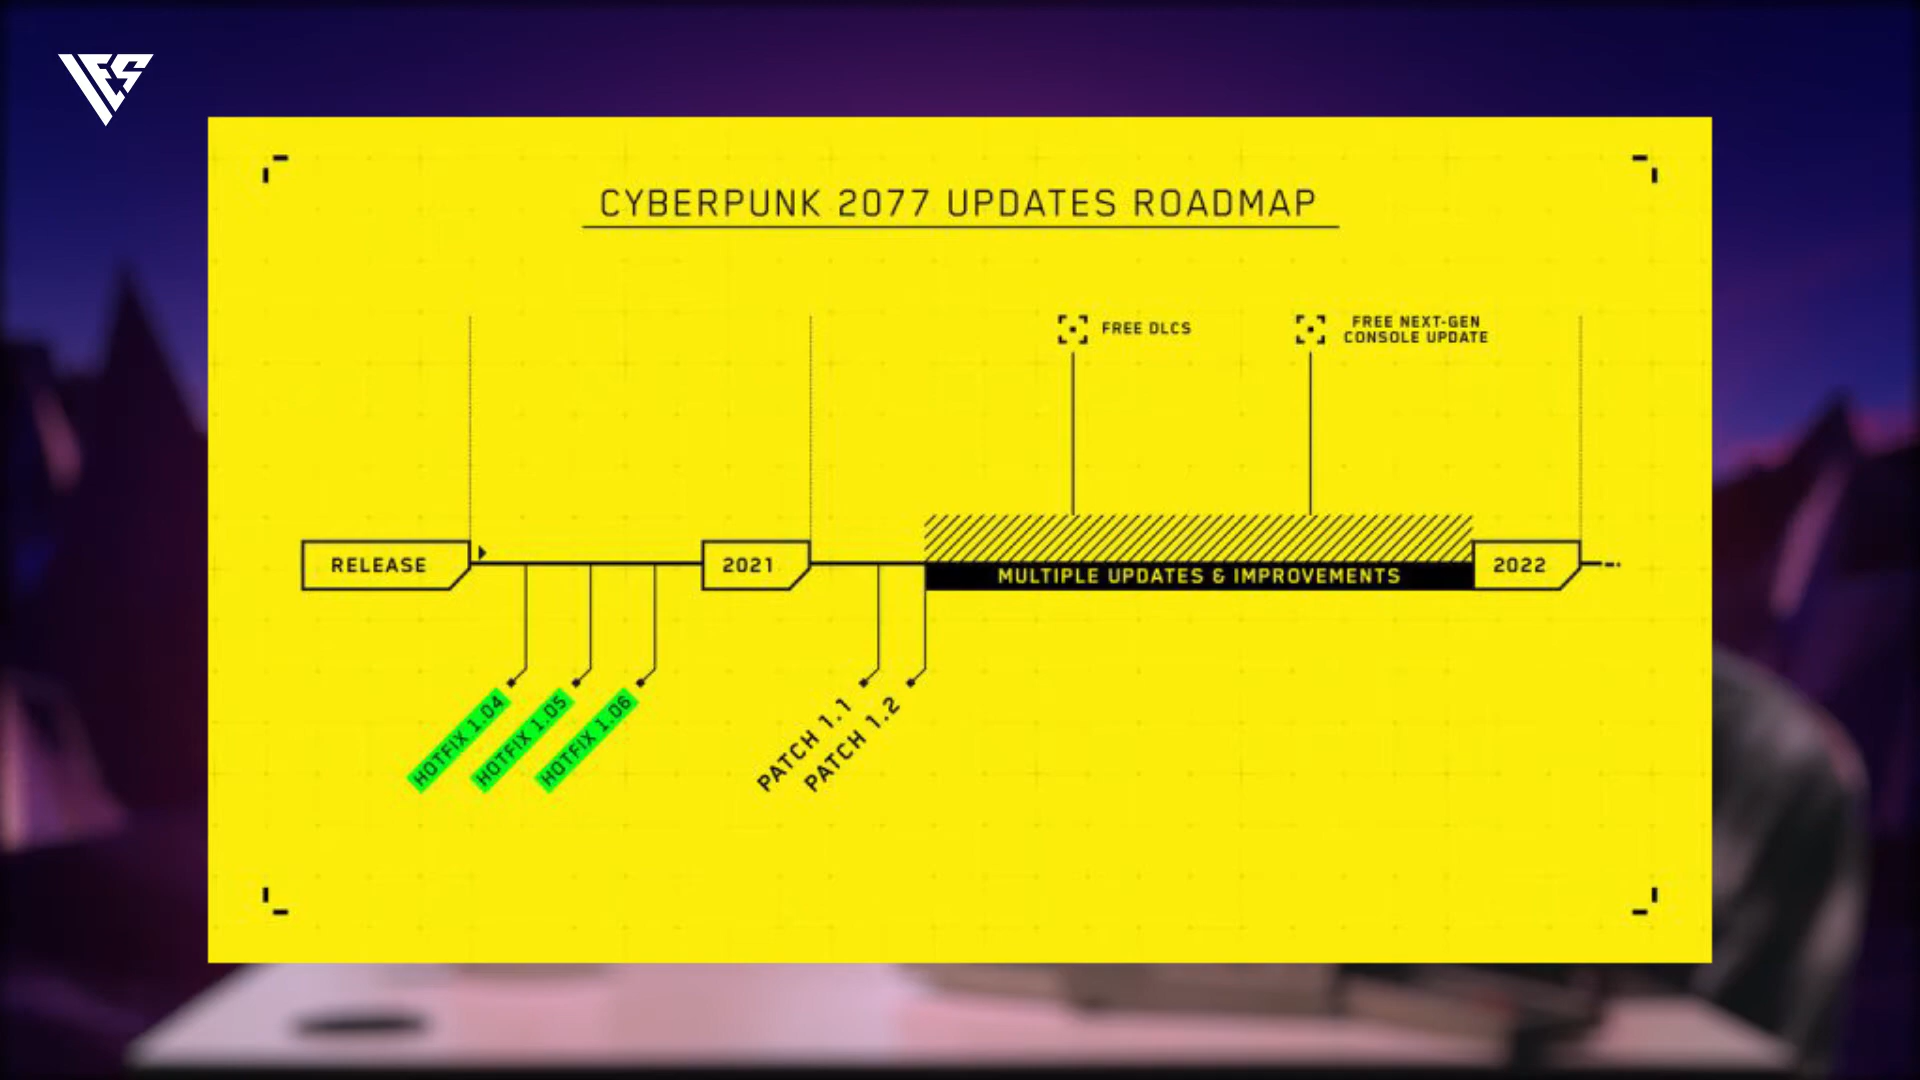 CYBERPUNK 2077 UPDATES ROADMAP
FREE DLCS
FREE NEXT-GEN
CONSOLE UPDATE
RELEASE
2021
MULTIPLE UPDATES & IMPROVEMENTS
2022
HOTFIX 1.04
HOTFIX 1.05
HOTFIX 1.06
PATCH 1.1
PATCH 1.2